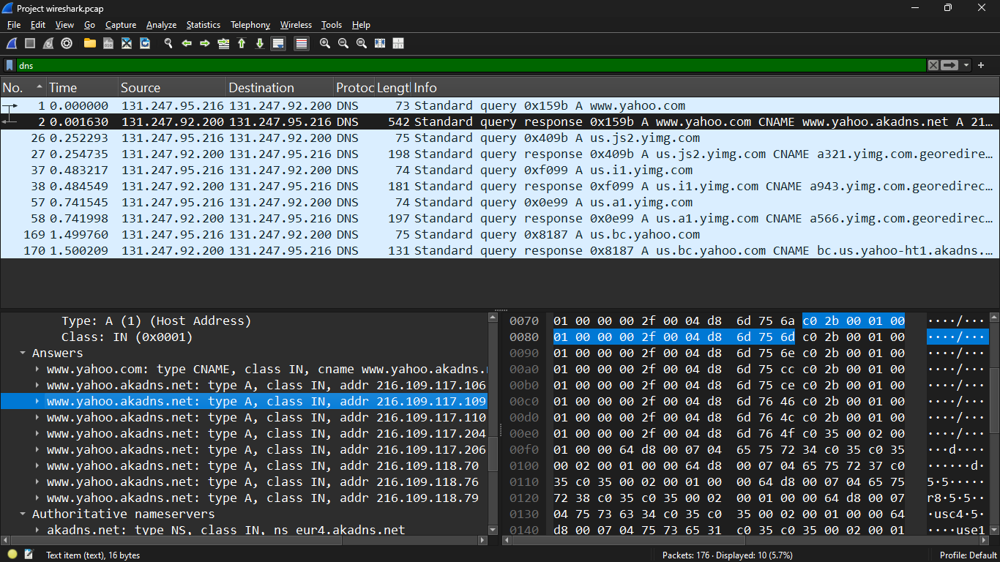 Project wireshark.pcap
File Edit View Go Capture Analyze Statistics Telephony Wireless Tools Help
dns
No. Time Source Destination Protoc Lengt Info
1 0.000000 131.247.95.216 131.247.92.200 DNS 73 Standard query 0x159b A www.yahoo.com
2 0.001630 131.247.92.200 131.247.95.216 DNS 542 Standard query response 0x159b A www.yahoo.com CNAME www.yahoo.akadns.net A 21…
26 0.252293 131.247.95.216 131.247.92.200 DNS 75 Standard query 0x409b A us.js2.yimg.com
27 0.254735 131.247.92.200 131.247.95.216 DNS 198 Standard query response 0x409b A us.js2.yimg.com CNAME a321.yimg.com.georedire…
37 0.483217 131.247.95.216 131.247.92.200 DNS 74 Standard query 0xf099 A us.i1.yimg.com
38 0.484549 131.247.92.200 131.247.95.216 DNS 181 Standard query response 0xf099 A us.i1.yimg.com CNAME a943.yimg.com.georedirec…
57 0.741545 131.247.95.216 131.247.92.200 DNS 74 Standard query 0x0e99 A us.a1.yimg.com
58 0.741998 131.247.92.200 131.247.95.216 DNS 197 Standard query response 0x0e99 A us.a1.yimg.com CNAME a566.yimg.com.georedirec…
169 1.499760 131.247.95.216 131.247.92.200 DNS 75 Standard query 0x8187 A us.bc.yahoo.com
170 1.500209 131.247.92.200 131.247.95.216 DNS 131 Standard query response 0x8187 A us.bc.yahoo.com CNAME bc.us.yahoo-ht1.akadns.…
Type: A (1) (Host Address)
Class: IN (0x0001)
Answers
www.yahoo.com: type CNAME, class IN, cname www.yahoo.akadns.
www.yahoo.akadns.net: type A, class IN, addr 216.109.117.106
www.yahoo.akadns.net: type A, class IN, addr 216.109.117.109
www.yahoo.akadns.net: type A, class IN, addr 216.109.117.110
www.yahoo.akadns.net: type A, class IN, addr 216.109.117.204
www.yahoo.akadns.net: type A, class IN, addr 216.109.117.206
www.yahoo.akadns.net: type A, class IN, addr 216.109.118.70
www.yahoo.akadns.net: type A, class IN, addr 216.109.118.76
www.yahoo.akadns.net: type A, class IN, addr 216.109.118.79
Authoritative nameservers
akadns.net: type NS, class IN, ns eur4.akadns.net
0070 01 00 00 00 2f 00 04 d8 6d 75 6a c0 2b 00 01 00 ····/···
0080 01 00 00 00 2f 00 04 d8 6d 75 6d c0 2b 00 01 00 ····/···
0090 01 00 00 00 2f 00 04 d8 6d 75 6e c0 2b 00 01 00 ····/···
00a0 01 00 00 00 2f 00 04 d8 6d 75 cc c0 2b 00 01 00 ····/···
00b0 01 00 00 00 2f 00 04 d8 6d 75 ce c0 2b 00 01 00 ····/···
00c0 01 00 00 00 2f 00 04 d8 6d 76 46 c0 2b 00 01 00 ····/···
00d0 01 00 00 00 2f 00 04 d8 6d 76 4c c0 2b 00 01 00 ····/···
00e0 01 00 00 00 2f 00 04 d8 6d 76 4f c0 35 00 02 00 ····/···
00f0 01 00 00 64 d8 00 07 04 65 75 72 34 c0 35 c0 35 ···d····
0100 00 02 00 01 00 00 64 d8 00 07 04 65 75 72 37 c0 ······d·
0110 35 c0 35 00 02 00 01 00 00 64 d8 00 07 04 65 75 5·5·····
0120 72 38 c0 35 c0 35 00 02 00 01 00 00 64 d8 00 07 r8·5·5··
0130 04 75 73 63 34 c0 35 c0 35 00 02 00 01 00 00 64 ·usc4·5·
0140 d8 00 07 04 75 73 65 31 c0 35 c0 35 00 02 00 01 ····use1
Text item (text), 16 bytes
Packets: 176 · Displayed: 10 (5.7%)
Profile: Default